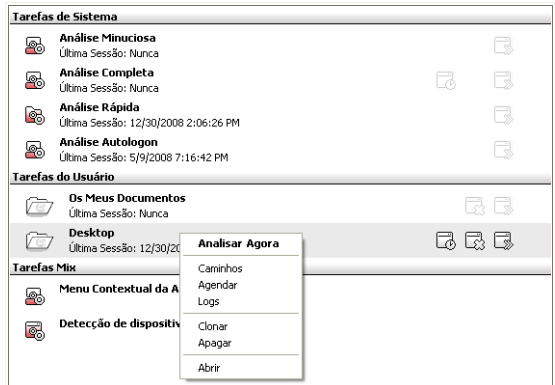 Tarefas de Sistema
Análise Minuciosa
Última Sessão: Nunca
Análise Completa
Última Sessão: Nunca
Análise Rápida
Última Sessão: 12/30/2008 2:06:26 PM
Análise Autologon
Última Sessão: 5/9/2008 7:16:42 PM
Tarefas do Usuário
Os Meus Documentos
Última Sessão: Nunca
Desktop
Última Sessão: 12/30/20
Analisar Agora
Caminhos
Agendar
Logs
Clonar
Apagar
Abrir
Tarefas Mix
Menu Contextual da A
Detecção de dispositiv